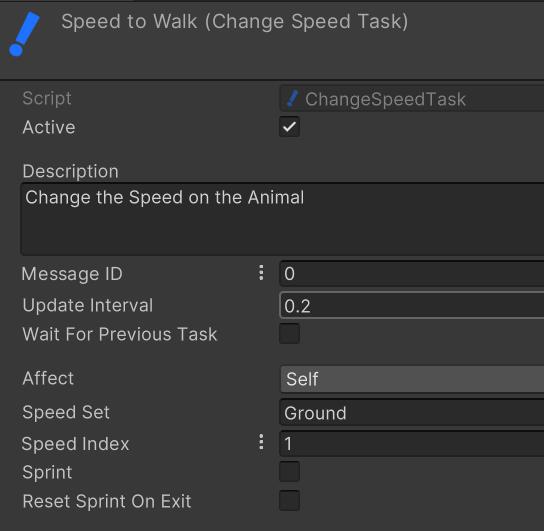 Speed to Walk (Change Speed Task)
Script ChangeSpeedTask
Active
Description
Change the Speed on the Animal
Message ID 0
Update Interval 0.2
Wait For Previous Task
Affect Self
Speed Set Ground
Speed Index 1
Sprint
Reset Sprint On Exit